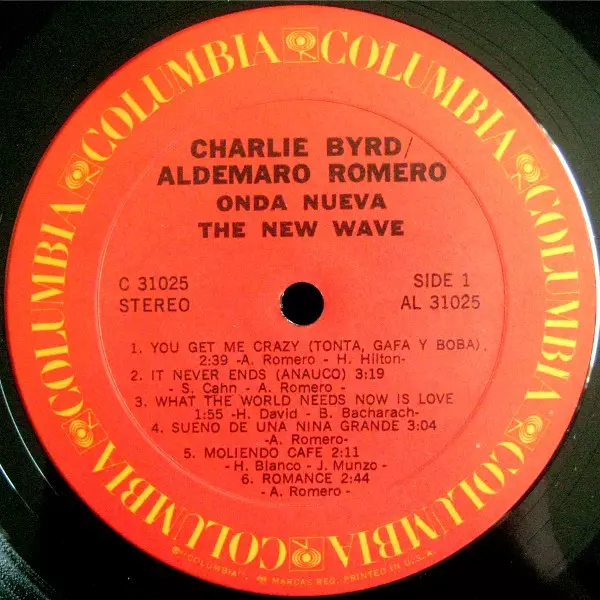 COLUMBIA COLUMBIA COLUMBIA COLUMBIA COLUMBIA COLUMBIA
CHARLIE BYRD/
ALDEMARO ROMERO
ONDA NUEVA
THE NEW WAVE
C 31025
STEREO
SIDE 1
AL 31025
1. YOU GET ME CRAZY (TONTA, GAFA Y BOBA).
2:39 -A. Romero - H. Hilton-
2. IT NEVER ENDS (ANAUCO) 3:19
- S. Cahn - A. Romero -
3. WHAT THE WORLD NEEDS NOW IS LOVE
1:55 -H. David - B. Bacharach-
4. SUENO DE UNA NINA GRANDE 3:04
-A. Romero-
5. MOLIENDO CAFE 2:11
- H. Blanco - J. Munzo -
6. ROMANCE 2:44
- A. Romero -
"COLUMBIA", MARCAS REG. PRINTED IN U.S.A.